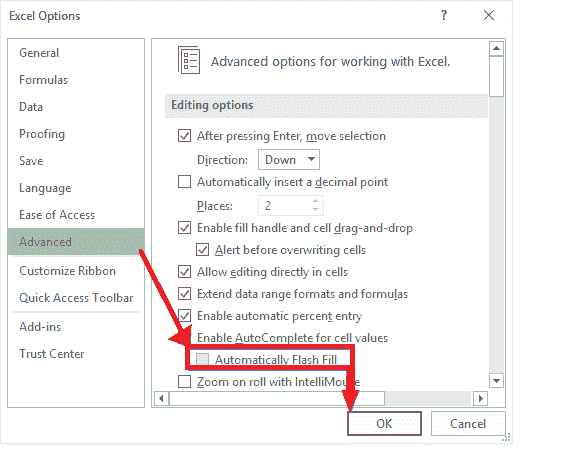 Excel Options
?
General
Formulas
Data
Proofing
Save
Language
Ease of Access
Advanced
Customize Ribbon
Quick Access Toolbar
Add-ins
Trust Center
Advanced options for working with Excel.
Editing options
After pressing Enter, move selection
Direction: Down
Automatically insert a decimal point
Places: 2
Enable fill handle and cell drag-and-drop
Alert before overwriting cells
Allow editing directly in cells
Extend data range formats and formulas
Enable automatic percent entry
Enable AutoComplete for cell values
Automatically Flash Fill
Zoom on roll with IntelliMouse
OK Cancel